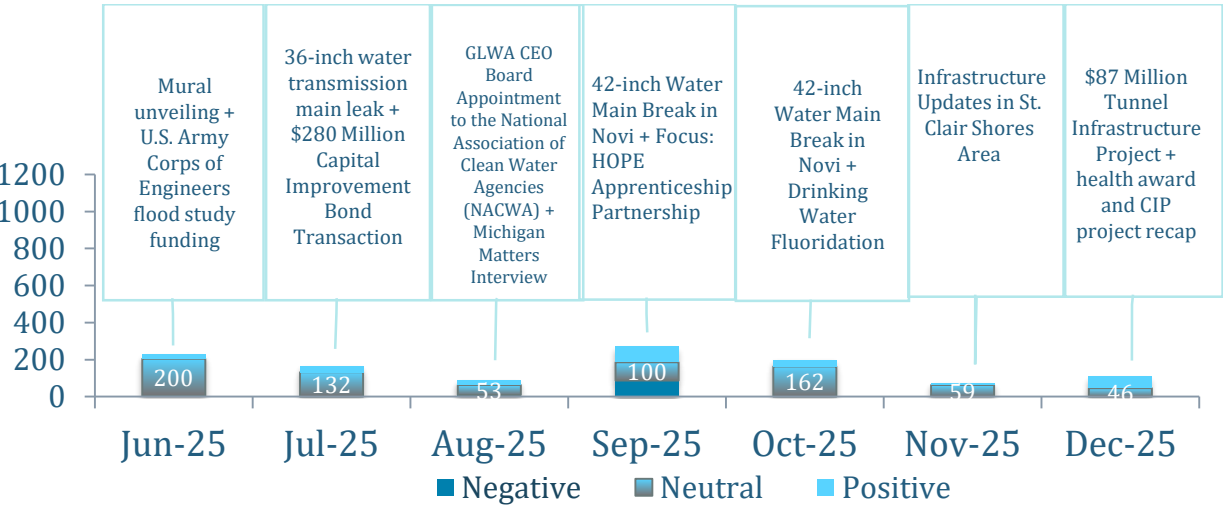 Mural
unveiling +
U.S. Army
Corps of
Engineers
flood study
funding
36-inch water
transmission
main leak +
$280 Million
Capital
Improvement
Bond
Transaction
GLWA CEO
Board
Appointment
to the National
Association of
Clean Water
Agencies
(NACWA) +
Michigan
Matters
Interview
42-inch Water
Main Break in
Novi + Focus:
HOPE
Apprenticeship
Partnership
42-inch
Water Main
Break in
Novi +
Drinking
Water
Fluoridation
Infrastructure
Updates in St.
Clair Shores
Area
$87 Million
Tunnel
Infrastructure
Project +
health award
and CIP
project recap
1200
1000
800
600
400
200
0
200
132
53
100
162
59
46
Jun-25
Jul-25
Aug-25
Sep-25
Oct-25
Nov-25
Dec-25
Negative
Neutral
Positive